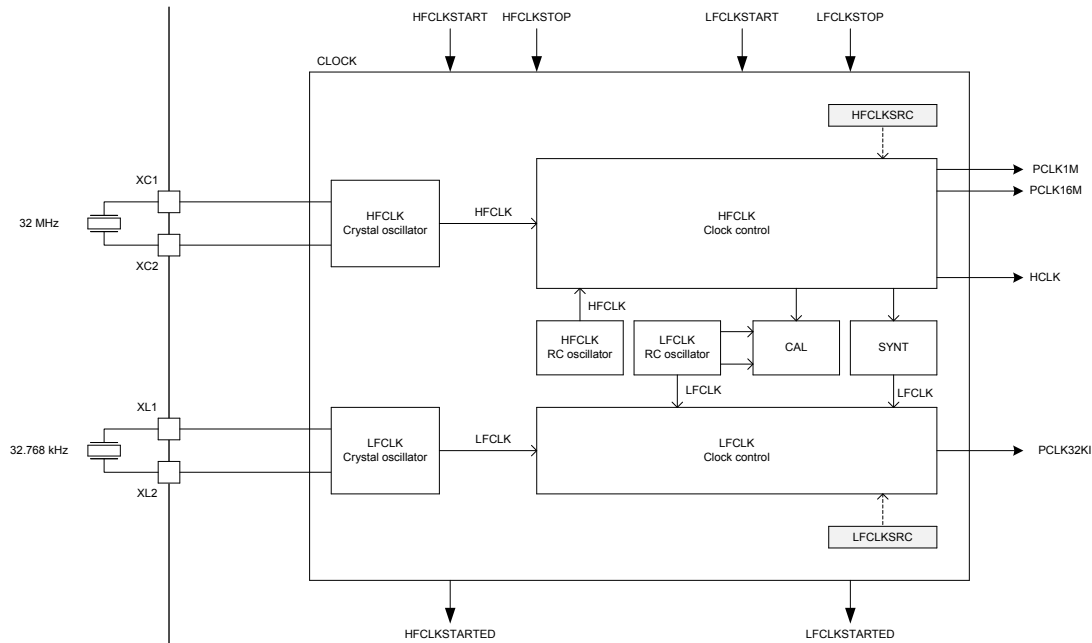 HFCLKSTART HFCLKSTOP LFCLKSTART LFCLKSTOP
CLOCK
HFCLKSRC
XC1
PCLK1M
PCLK16M
32 MHz
HFCLK
Crystal oscillator
HFCLK
HFCLK
Clock control
XC2
HCLK
HFCLK
HFCLK
RC oscillator
LFCLK
RC oscillator
CAL
SYNT
LFCLK
LFCLK
XL1
32.768 kHz
LFCLK
Crystal oscillator
LFCLK
LFCLK
Clock control
PCLK32KI
XL2
LFCLKSRC
HFCLKSTARTED LFCLKSTARTED